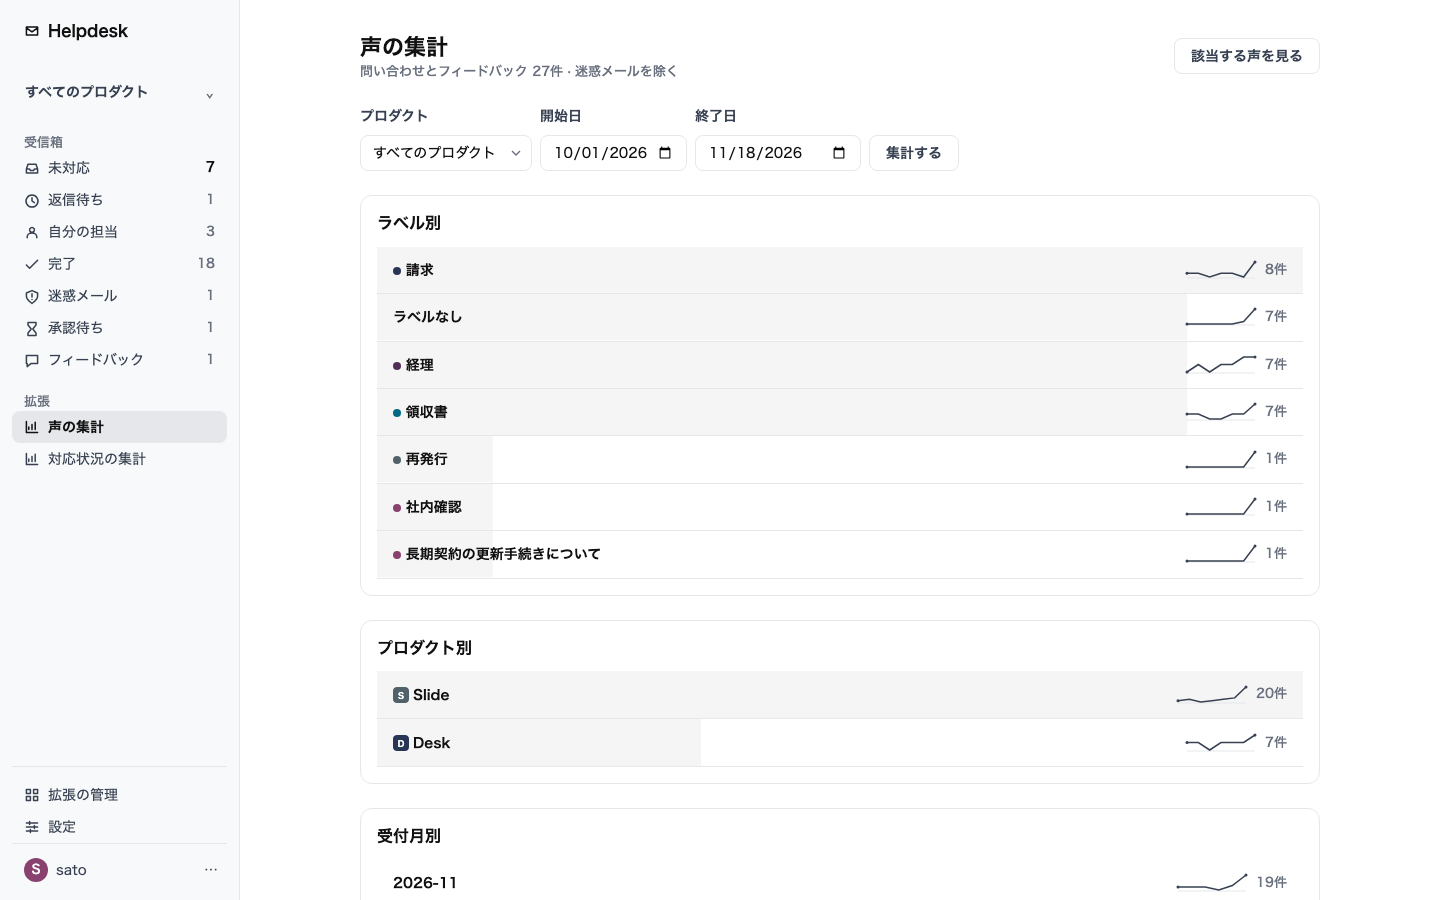 Helpdesk
すべてのプロダクト
受信箱
未対応 7
返信待ち 1
自分の担当 3
完了 18
迷惑メール 1
承認待ち 1
フィードバック 1
拡張
声の集計
対応状況の集計
拡張の管理
設定
S sato ...
声の集計
問い合わせとフィードバック 27件 · 迷惑メールを除く
該当する声を見る
プロダクト 開始日 終了日
すべてのプロダクト 10/01/2026 11/18/2026 集計する
ラベル別
請求 8件
ラベルなし 7件
経理 7件
領収書 7件
再発行 1件
社内確認 1件
長期契約の更新手続きについて 1件
プロダクト別
S Slide 20件
D Desk 7件
受付月別
2026-11 19件